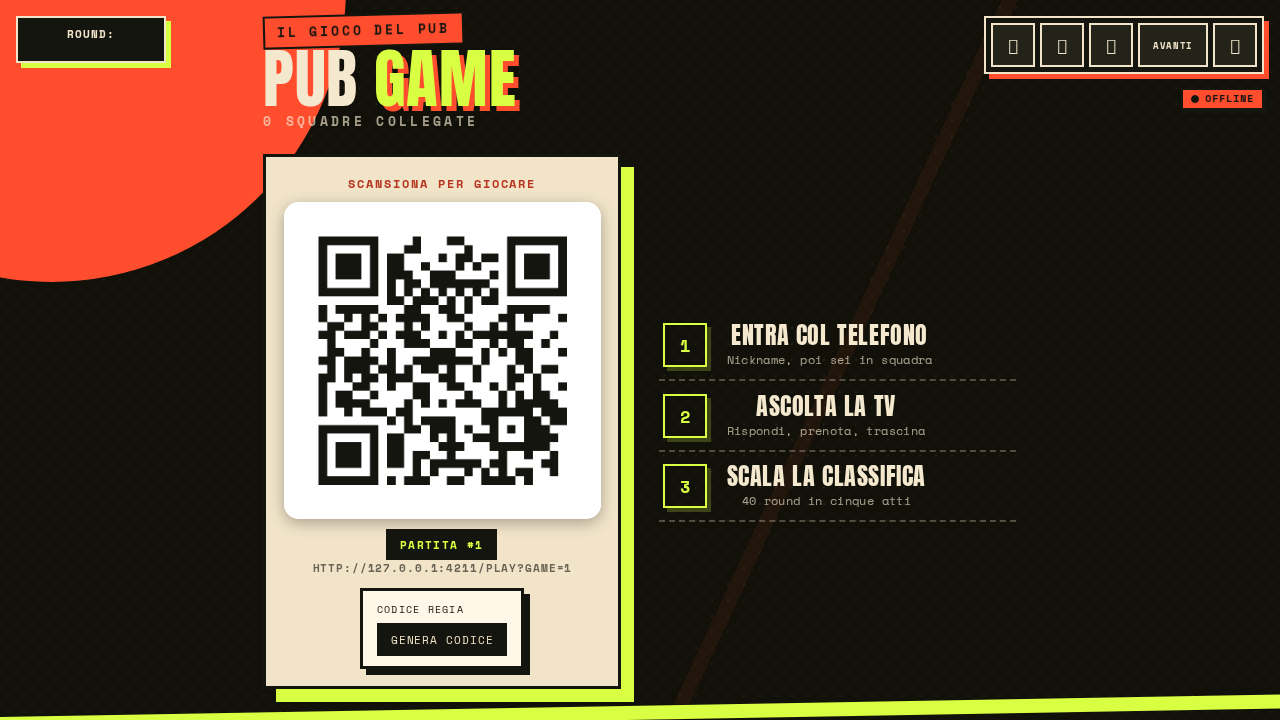 ROUND:
IL GIOCO DEL PUB
PUB GAME
0 SQUADRE COLLEGATE
AVANTI
OFFLINE
SCANSIONA PER GIOCARE
PARTITA #1
HTTP://127.0.0.1:4211/PLAY?GAME=1
CODICE REGIA
GENERA CODICE
1
ENTRA COL TELEFONO
Nickname, poi sei in squadra
2
ASCOLTA LA TV
Rispondi, prenota, trascina
3
SCALA LA CLASSIFICA
40 round in cinque atti